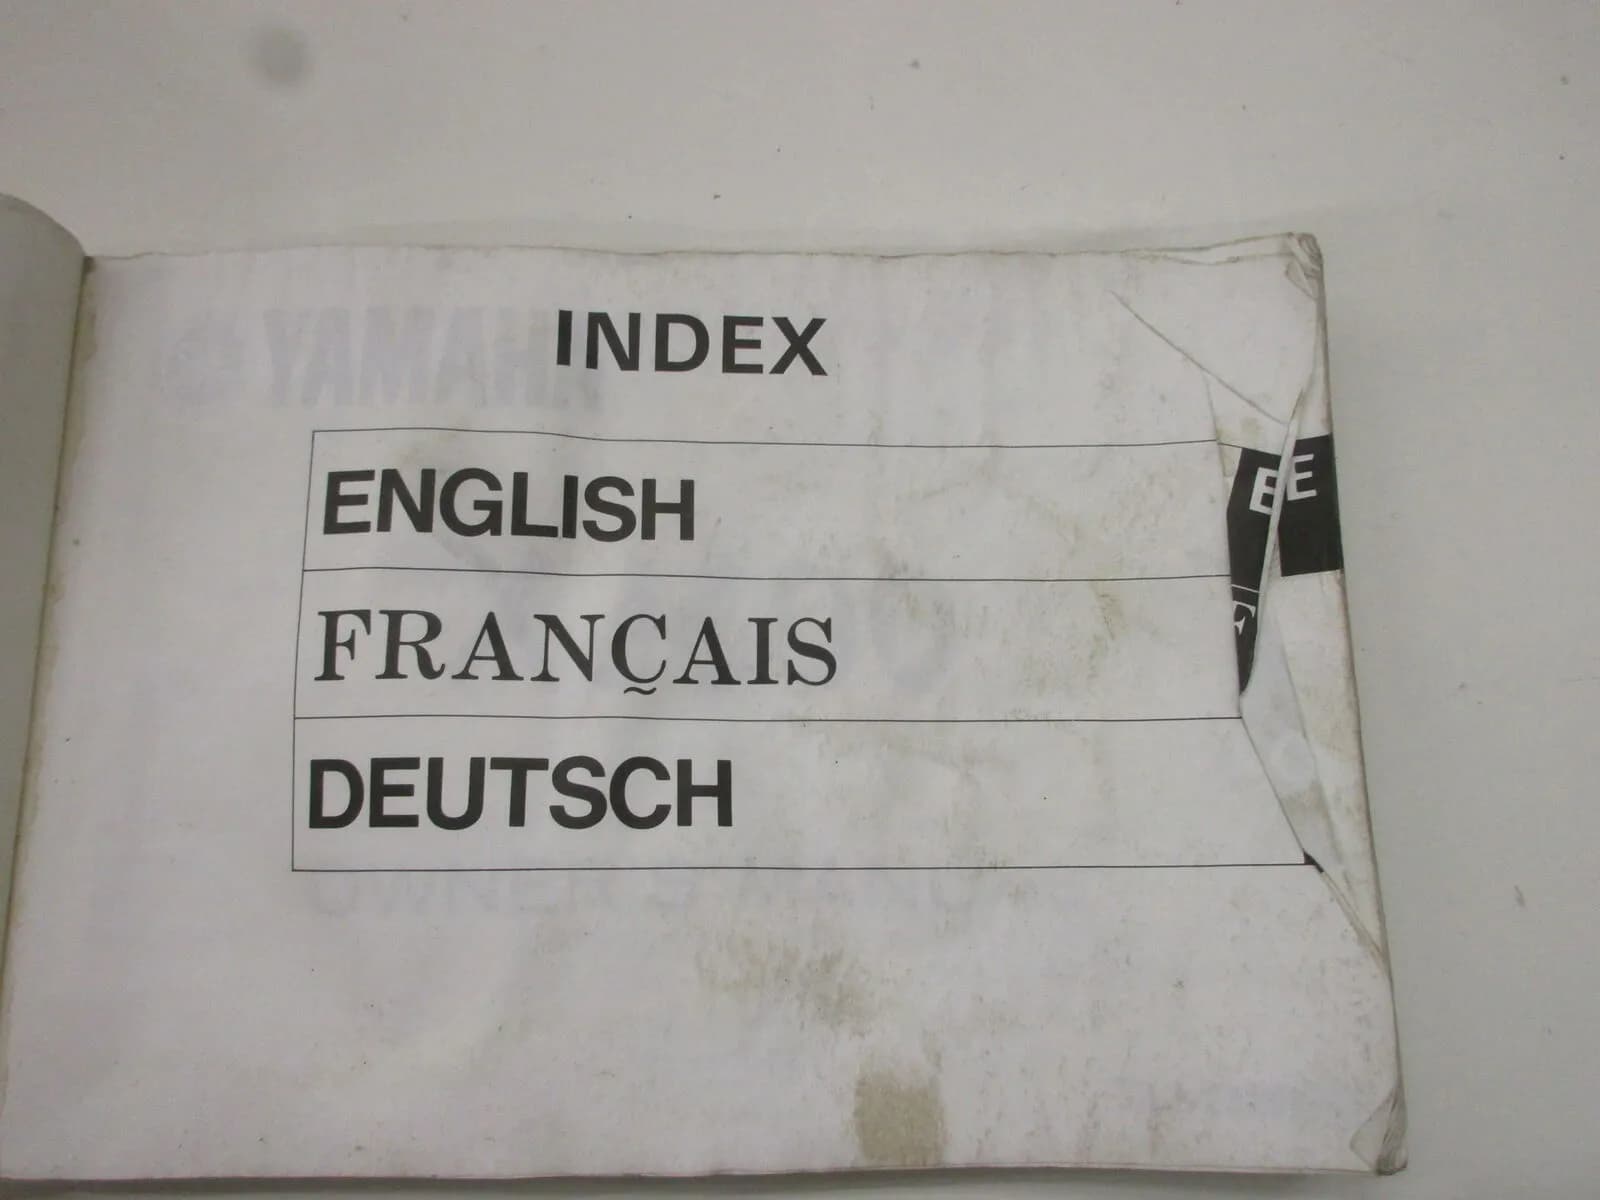 INDEX
ENGLISH E E
FRANÇAIS F
DEUTSCH